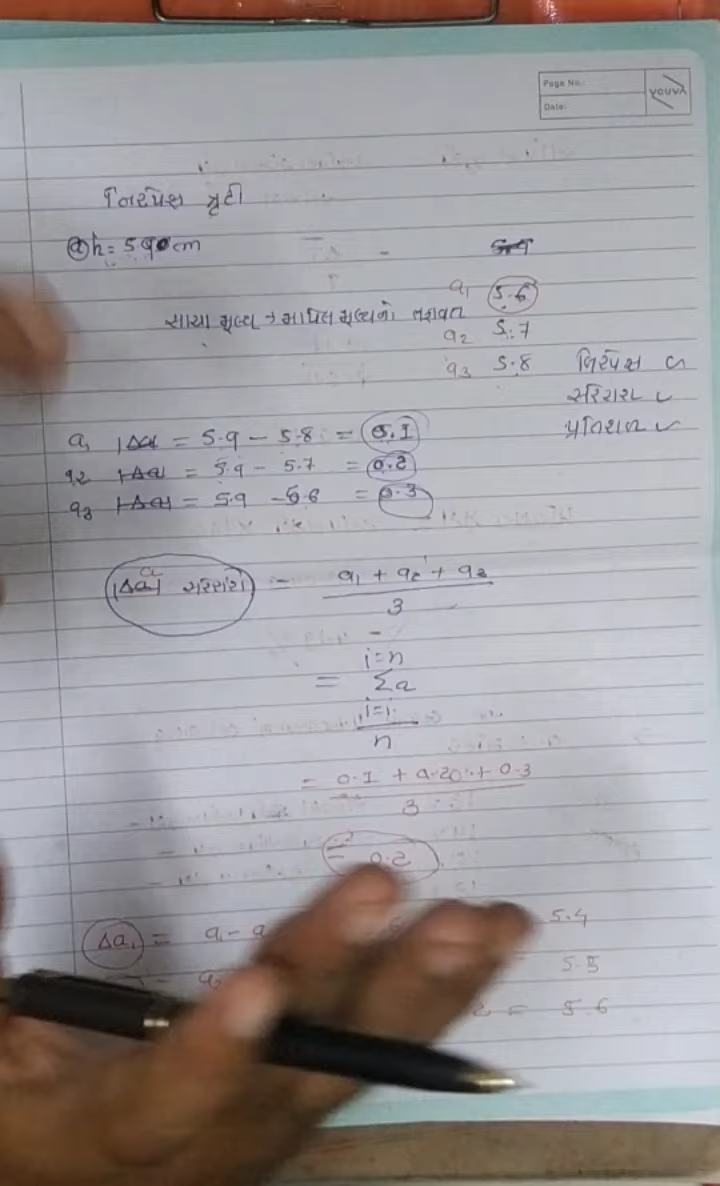 Page No.:
Date:
YOUVA
નિરપેક્ષ ત્રુટી
h = 5.9 cm
a₁ 5.6
સાચા મૂલ્ય → માપેલ મૂલ્યનો તફાવત
a₂ 5.7
a₃ 5.8 નિરપેક્ષ
સરેરાશ ✓
પ્રતિશત ✓
a₁ |Δa| = 5.9 - 5.8 = 0.1
a₂ |Δa| = 5.9 - 5.7 = 0.2
a₃ |Δa| = 5.9 - 5.6 = 0.3
|Δa| સરેરાશ = a₁ + a₂ + a₃
3
i=n
= Σa
i=1
n
= 0.1 + 0.20 + 0.3
3
= 0.2
Δa₁ = a₁ - a 5.4
5.5
= 5.6